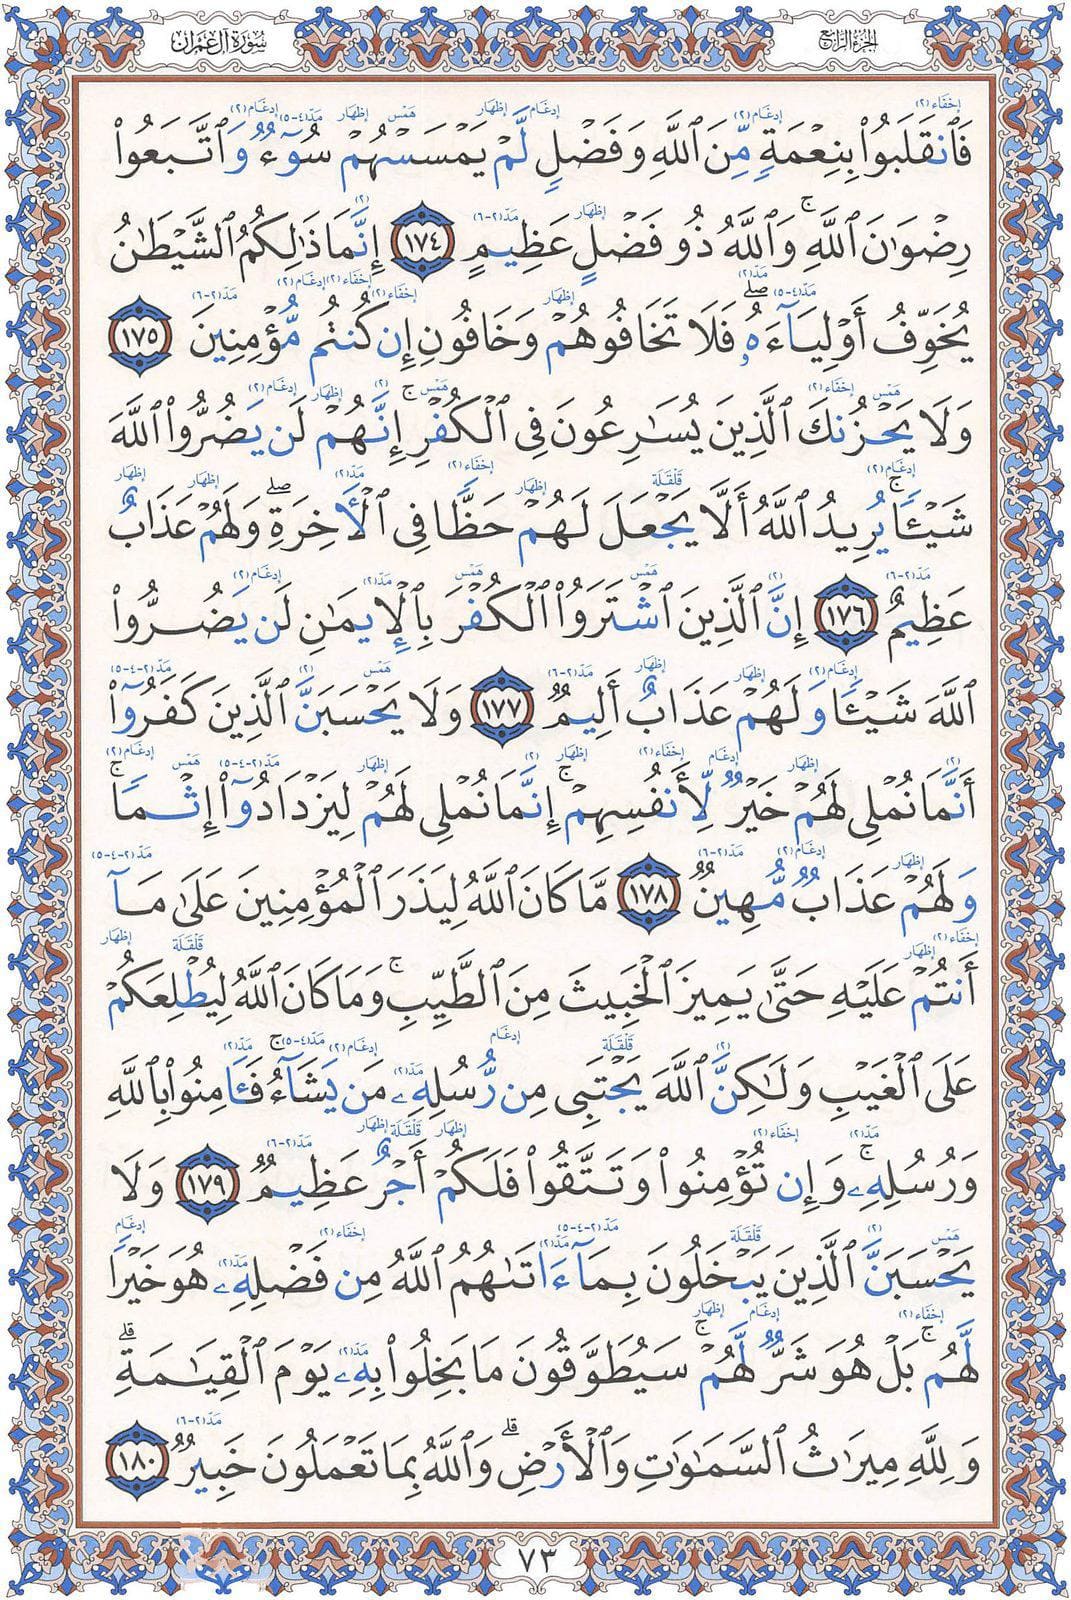 الجزء الرابع
سورة آل عمران
فَٱنقَلَبُوا۟ بِنِعْمَةٍ مِّنَ ٱللَّهِ وَفَضْلٍ لَّمْ يَمْسَسْهُمْ سُوٓءٌ وَٱتَّبَعُوا۟
رِضْوَٰنَ ٱللَّهِ ۚ وَٱللَّهُ ذُو فَضْلٍ عَظِيمٍ ١٧٤ إِنَّمَا ذَٰلِكُمُ ٱلشَّيْطَٰنُ
يُخَوِّفُ أَوْلِيَآءَهُۥ ۖ فَلَا تَخَافُوهُمْ وَخَافُونِ إِن كُنتُم مُّؤْمِنِينَ ١٧٥
وَلَا يَحْزُنكَ ٱلَّذِينَ يُسَٰرِعُونَ فِى ٱلْكُفْرِ ۚ إِنَّهُمْ لَن يَضُرُّوا۟ ٱللَّهَ
شَيْـًٔا ۚ يُرِيدُ ٱللَّهُ أَلَّا يَجْعَلَ لَهُمْ حَظًّا فِى ٱلْءَاخِرَةِ ۖ وَلَهُمْ عَذَابٌ
عَظِيمٌ ١٧٦ إِنَّ ٱلَّذِينَ ٱشْتَرَوُا۟ ٱلْكُفْرَ بِٱلْإِيمَٰنِ لَن يَضُرُّوا۟
ٱللَّهَ شَيْـًٔا وَلَهُمْ عَذَابٌ أَلِيمٌ ١٧٧ وَلَا يَحْسَبَنَّ ٱلَّذِينَ كَفَرُوٓا۟
أَنَّمَا نُمْلِى لَهُمْ خَيْرٌ لِّأَنفُسِهِمْ ۚ إِنَّمَا نُمْلِى لَهُمْ لِيَزْدَادُوٓا۟ إِثْمًا ۚ
وَلَهُمْ عَذَابٌ مُّهِينٌ ١٧٨ مَّا كَانَ ٱللَّهُ لِيَذَرَ ٱلْمُؤْمِنِينَ عَلَىٰ مَآ
أَنتُمْ عَلَيْهِ حَتَّىٰ يَمِيزَ ٱلْخَبِيثَ مِنَ ٱلطَّيِّبِ ۗ وَمَا كَانَ ٱللَّهُ لِيُطْلِعَكُمْ
عَلَى ٱلْغَيْبِ وَلَٰكِنَّ ٱللَّهَ يَجْتَبِى مِن رُّسُلِهِۦ مَن يَشَآءُ ۖ فَـَٔامِنُوا۟ بِٱللَّهِ
وَرُسُلِهِۦ ۚ وَإِن تُؤْمِنُوا۟ وَتَتَّقُوا۟ فَلَكُمْ أَجْرٌ عَظِيمٌ ١٧٩ وَلَا
يَحْسَبَنَّ ٱلَّذِينَ يَبْخَلُونَ بِمَآ ءَاتَىٰهُمُ ٱللَّهُ مِن فَضْلِهِۦ هُوَ خَيْرًا
لَّهُم ۖ بَلْ هُوَ شَرٌّ لَّهُمْ ۖ سَيُطَوَّقُونَ مَا بَخِلُوا۟ بِهِۦ يَوْمَ ٱلْقِيَٰمَةِ ۗ
وَلِلَّهِ مِيرَٰثُ ٱلسَّمَٰوَٰتِ وَٱلْأَرْضِ ۗ وَٱللَّهُ بِمَا تَعْمَلُونَ خَبِيرٌ ١٨٠
٧٣